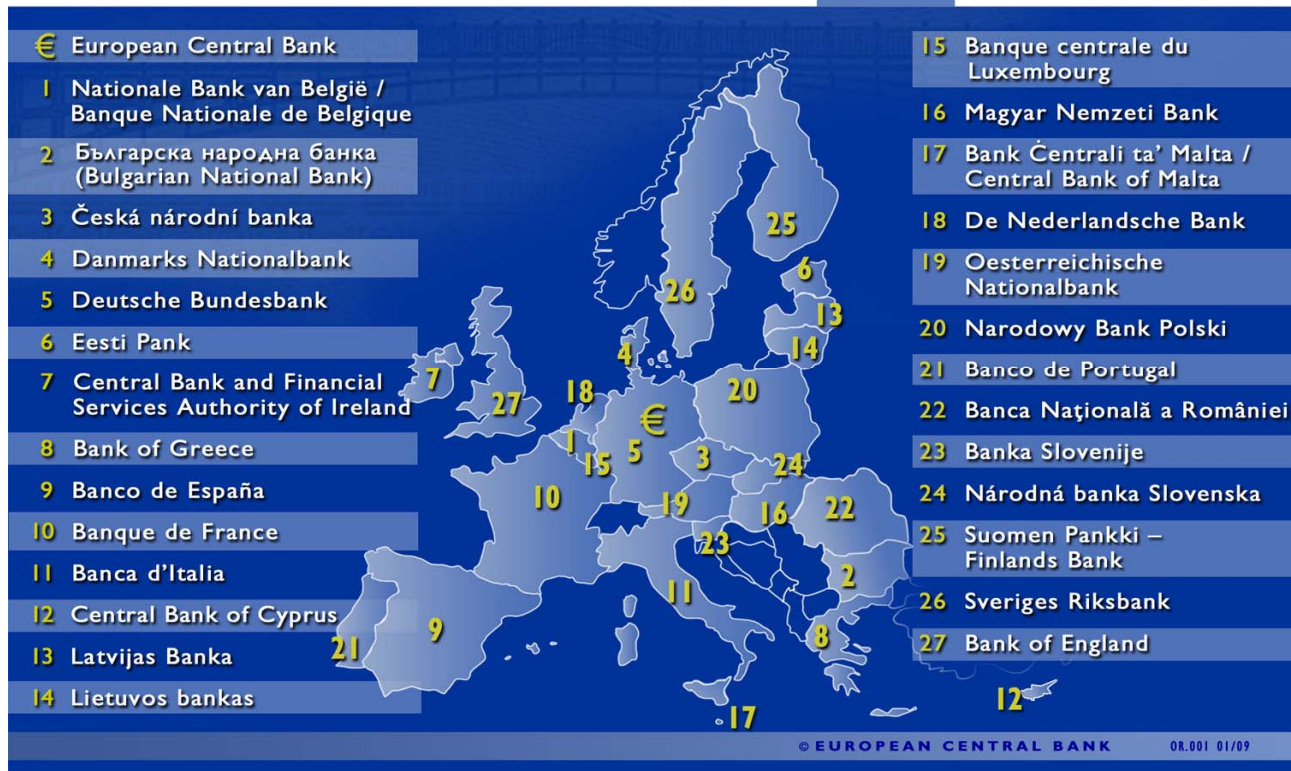 € European Central Bank
1 Nationale Bank van België /
Banque Nationale de Belgique
2 Българска народна банка
(Bulgarian National Bank)
3 Česká národní banka
4 Danmarks Nationalbank
5 Deutsche Bundesbank
6 Eesti Pank
7 Central Bank and Financial
Services Authority of Ireland
8 Bank of Greece
9 Banco de España
10 Banque de France
11 Banca d'Italia
12 Central Bank of Cyprus
13 Latvijas Banka
14 Lietuvos bankas
25
6
26
13
14
4
7
18
20
27
€
1
5
3
15
24
10
19
16
22
23
2
11
9
8
21
12
17
15 Banque centrale du
Luxembourg
16 Magyar Nemzeti Bank
17 Bank Ċentrali ta' Malta /
Central Bank of Malta
18 De Nederlandsche Bank
19 Oesterreichische
Nationalbank
20 Narodowy Bank Polski
21 Banco de Portugal
22 Banca Naţională a României
23 Banka Slovenije
24 Národná banka Slovenska
25 Suomen Pankki –
Finlands Bank
26 Sveriges Riksbank
27 Bank of England
© EUROPEAN CENTRAL BANK OR.001 01/09